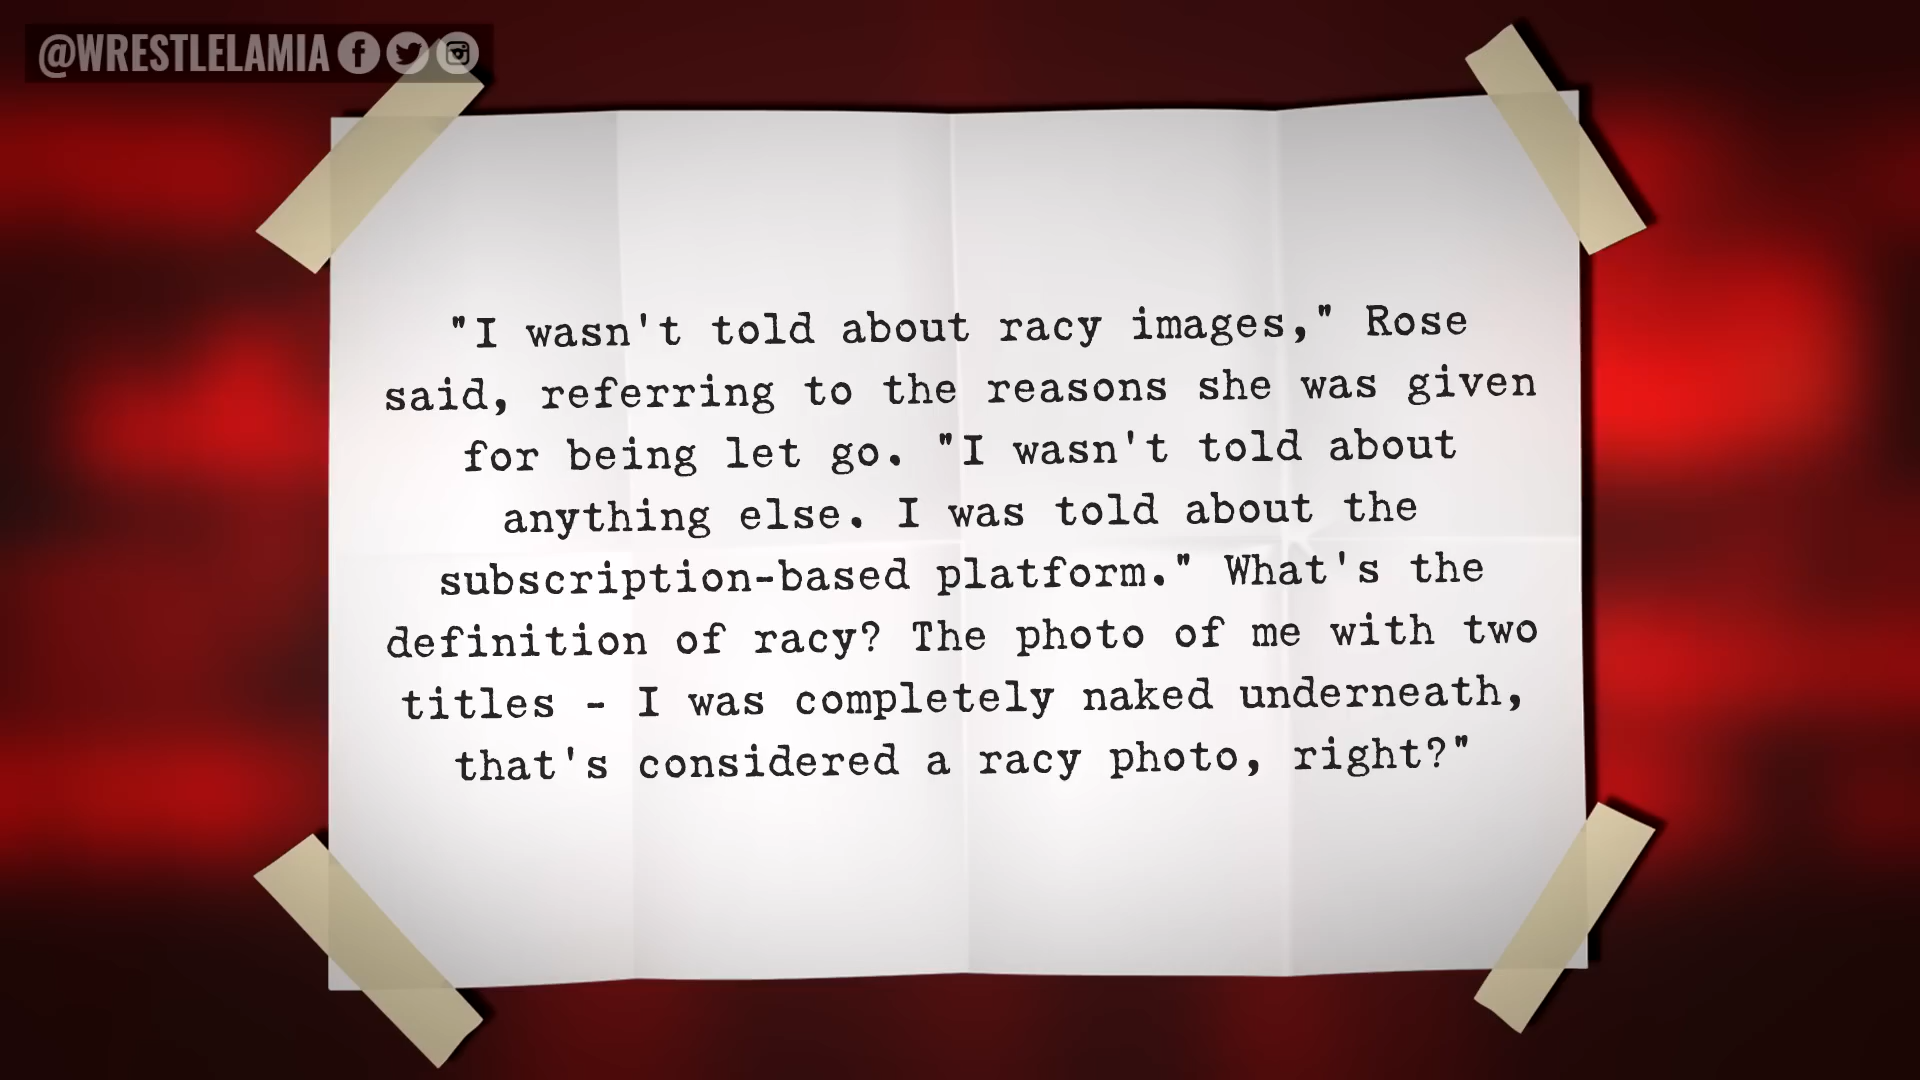 @WRESTLELAMIA
"I wasn't told about racy images," Rose
said, referring to the reasons she was given
for being let go. "I wasn't told about
anything else. I was told about the
subscription-based platform." What's the
definition of racy? The photo of me with two
titles - I was completely naked underneath,
that's considered a racy photo, right?"